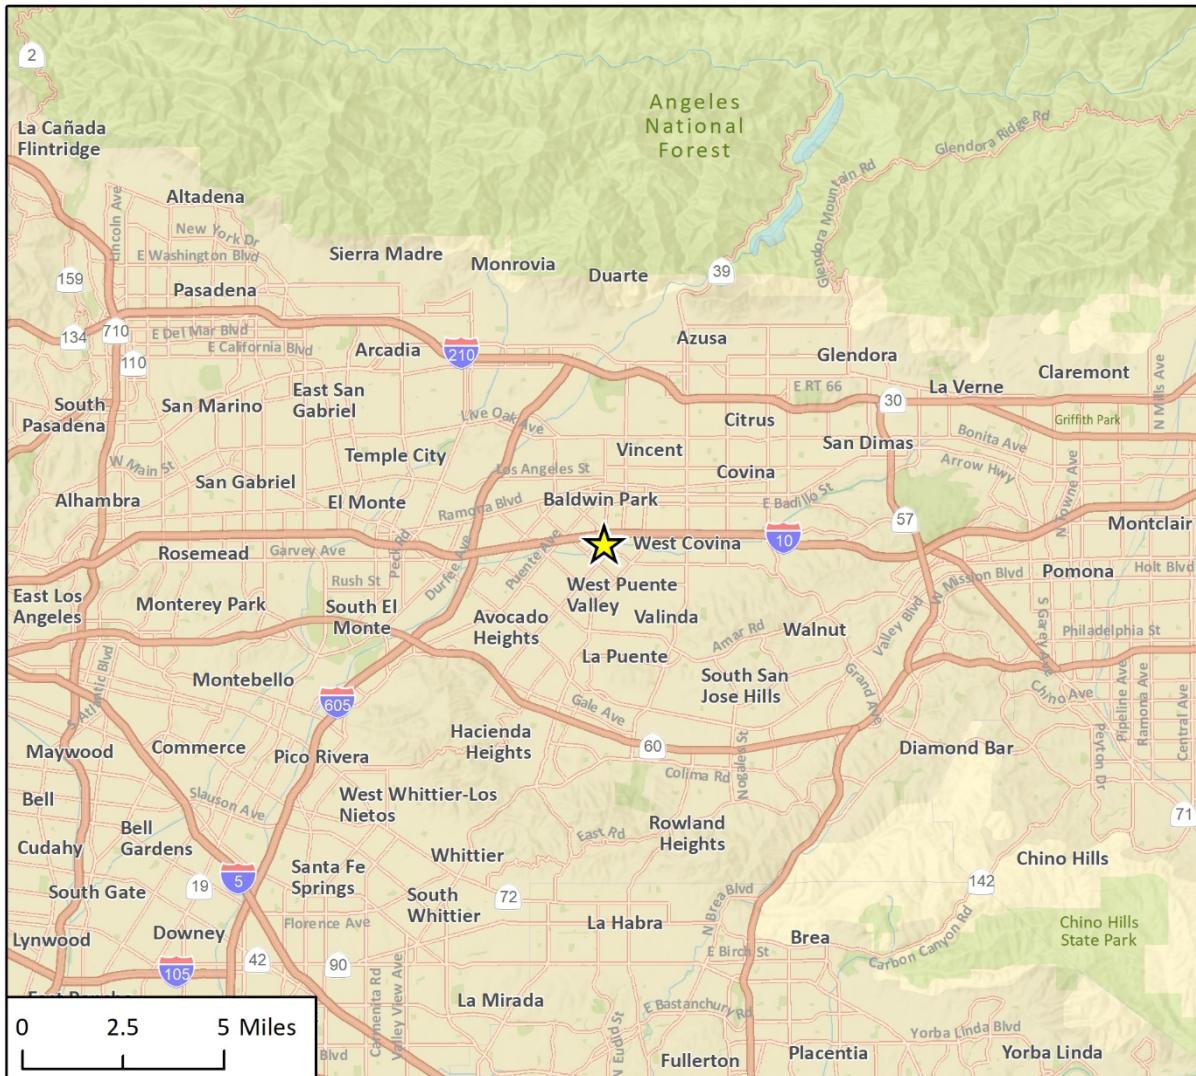 2
Angeles
National
Forest
Glendora Ridge Rd
La Cañada
Flintridge
Glendora Mountain Rd
Altadena
Lincoln Ave
New York Dr
E Washington Blvd
Sierra Madre
Monrovia
Duarte
39
159
Pasadena
134
710
E Del Mar Blvd
110
E California Blvd
Arcadia
210
Azusa
Glendora
Claremont
N Mills Ave
East San
Gabriel
E RT 66
La Verne
30
South
Pasadena
San Marino
Live Oak Ave
Citrus
Griffith Park
San Dimas
Bonita Ave
Temple City
Vincent
W Main St
Los Angeles St
Covina
Arrow Hwy
San Gabriel
Alhambra
El Monte
Ramona Blvd
Baldwin Park
E Badillo St
N Towne Ave
57
Montclair
Rosemead
Garvey Ave
Peck Rd
Durfee Ave
Puente Ave
West Covina
10
Rush St
West Puente
Valley
W Mission Blvd
Pomona
Holt Blvd
East Los
Angeles
Monterey Park
South El
Monte
Avocado
Heights
Valinda
Walnut
Valley Blvd
S Garey Ave
Philadelphia St
Amar Rd
La Puente
S Atlantic Blvd
Montebello
605
South San
Jose Hills
Grand Ave
Chino Ave
Pipeline Ave
Ramona Ave
Central Ave
Gale Ave
Maywood
Commerce
Pico Rivera
Hacienda
Heights
60
Nogales St
Diamond Bar
Peyton Dr
Colima Rd
Bell
Slauson Ave
West Whittier-Los
Nietos
71
Cudahy
Bell
Gardens
East Rd
Rowland
Heights
Whittier
Chino Hills
South Gate
19
5
Santa Fe
Springs
South
Whittier
72
142
N Brea Blvd
Florence Ave
La Habra
Chino Hills
State Park
Lynwood
Downey
Brea
Carbon Canyon Rd
E Birch St
105
42
90
Carmenita Rd
Valley View Ave
La Mirada
N Euclid St
E Bastanchury Rd
Yorba Linda Blvd
Blvd
Fullerton
Placentia
Yorba Linda
0 2.5 5 Miles